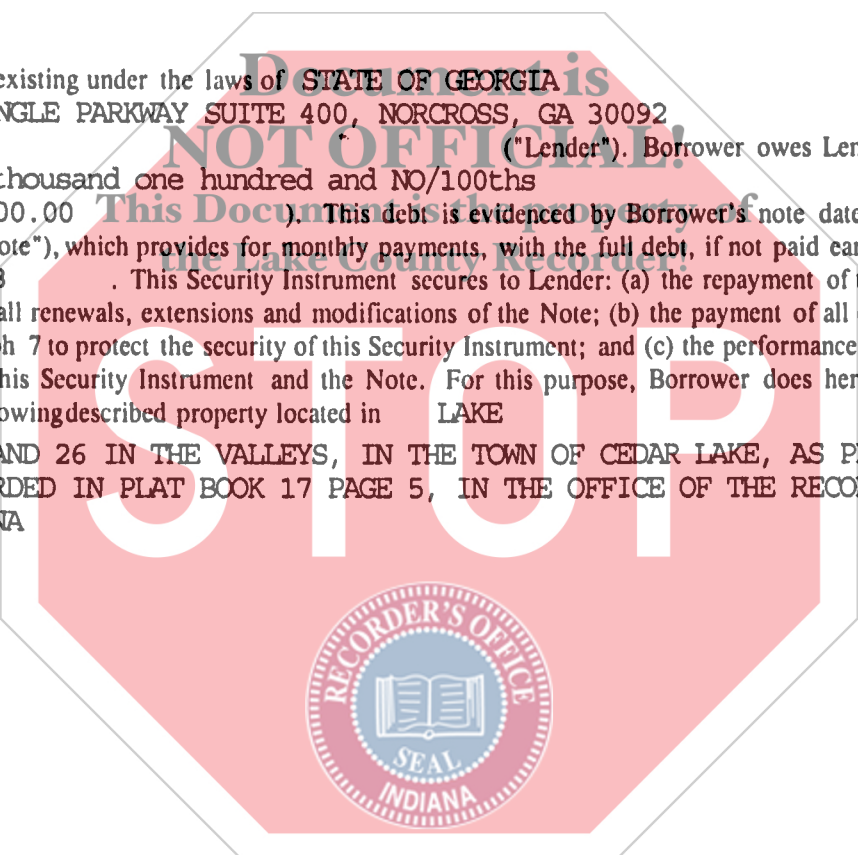 existing under the laws of STATE OF GEORGIA
NGLE PARKWAY SUITE 400, NORCROSS, GA 30092
("Lender"). Borrower owes Len
thousand one hundred and NO/100ths
00.00 ). This debt is evidenced by Borrower's note date
ote"), which provides for monthly payments, with the full debt, if not paid ear
. This Security Instrument secures to Lender: (a) the repayment of
all renewals, extensions and modifications of the Note; (b) the payment of all
h 7 to protect the security of this Security Instrument; and (c) the performance
his Security Instrument and the Note. For this purpose, Borrower does her
owing described property located in LAKE
AND 26 IN THE VALLEYS, IN THE TOWN OF CEDAR LAKE, AS P
RDED IN PLAT BOOK 17 PAGE 5, IN THE OFFICE OF THE RECO
NA
Document is
NOT OFFICIAL!
This Document is the property of
the Lake County Recorder!
STOP
RECORDER'S OFFICE
SEAL
INDIANA